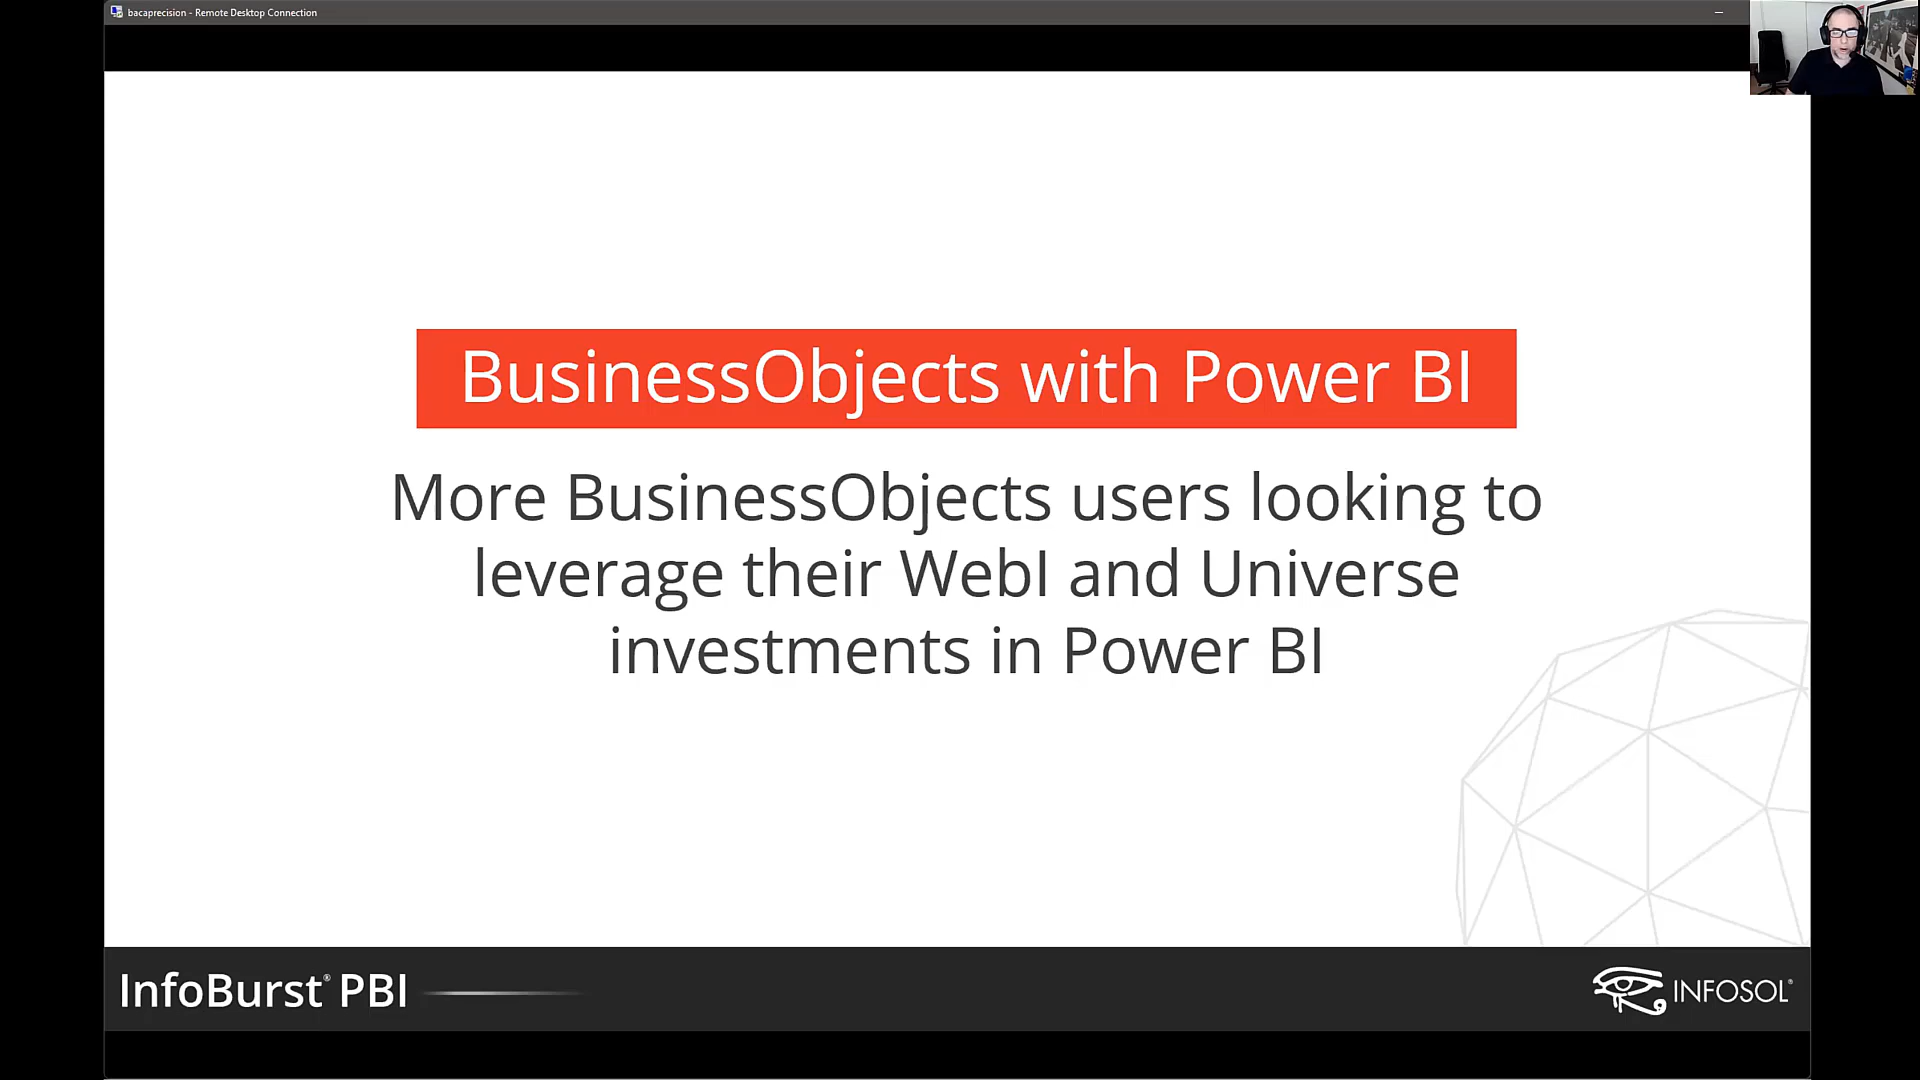 bacaprecision - Remote Desktop Connection
BusinessObjects with Power BI
More BusinessObjects users looking to
leverage their WebI and Universe
investments in Power BI
InfoBurst® PBI
INFOSOL®